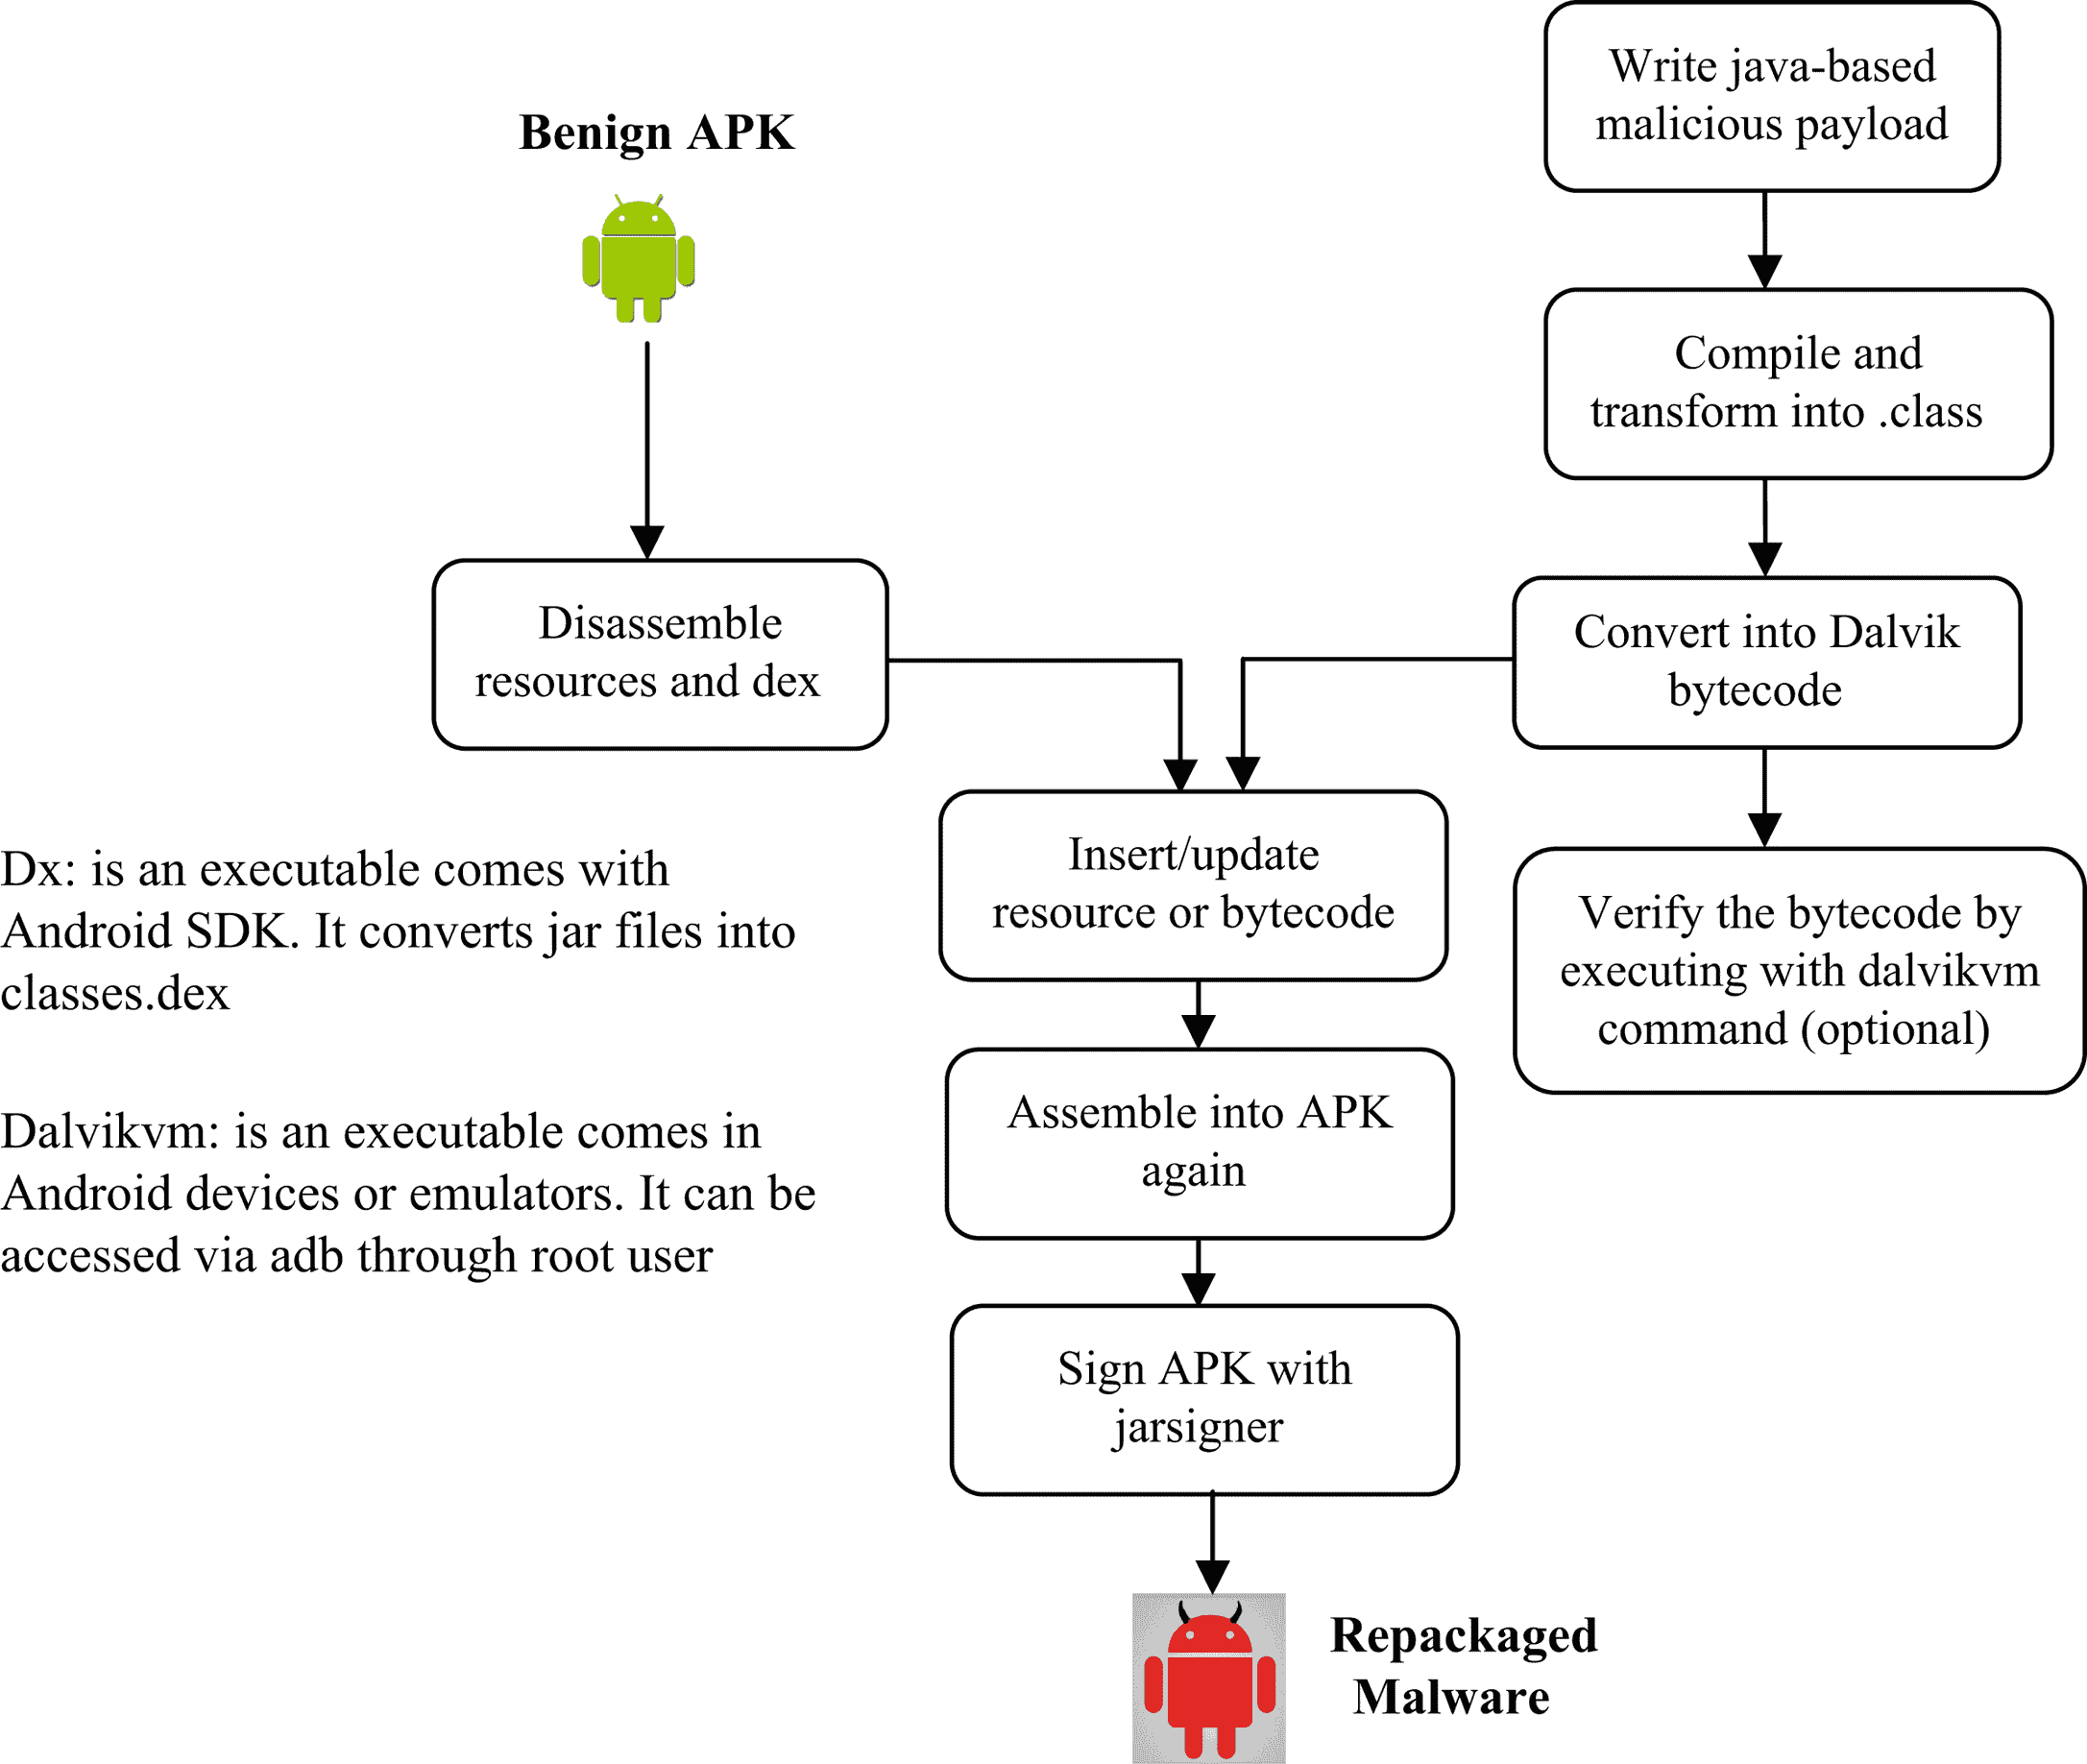 Write java-based
malicious payload
Benign APK
Compile and
transform into .class
Disassemble
resources and dex
Convert into Dalvik
bytecode
Insert/update
resource or bytecode
Verify the bytecode by
executing with dalvikvm
command (optional)
Dx: is an executable comes with
Android SDK. It converts jar files into
classes.dex
Assemble into APK
again
Dalvikvm: is an executable comes in
Android devices or emulators. It can be
accessed via adb through root user
Sign APK with
jarsigner
Repackaged
Malware